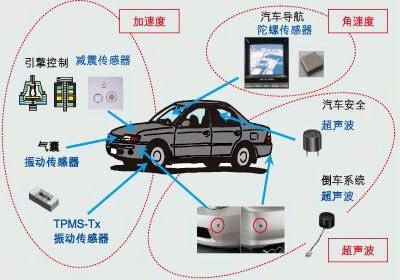 加速度
汽车导航
陀螺传感器
角速度
引擎控制
减震传感器
汽车安全
超声波
气囊
振动传感器
倒车系统
超声波
TPMS-Tx
振动传感器
超声波